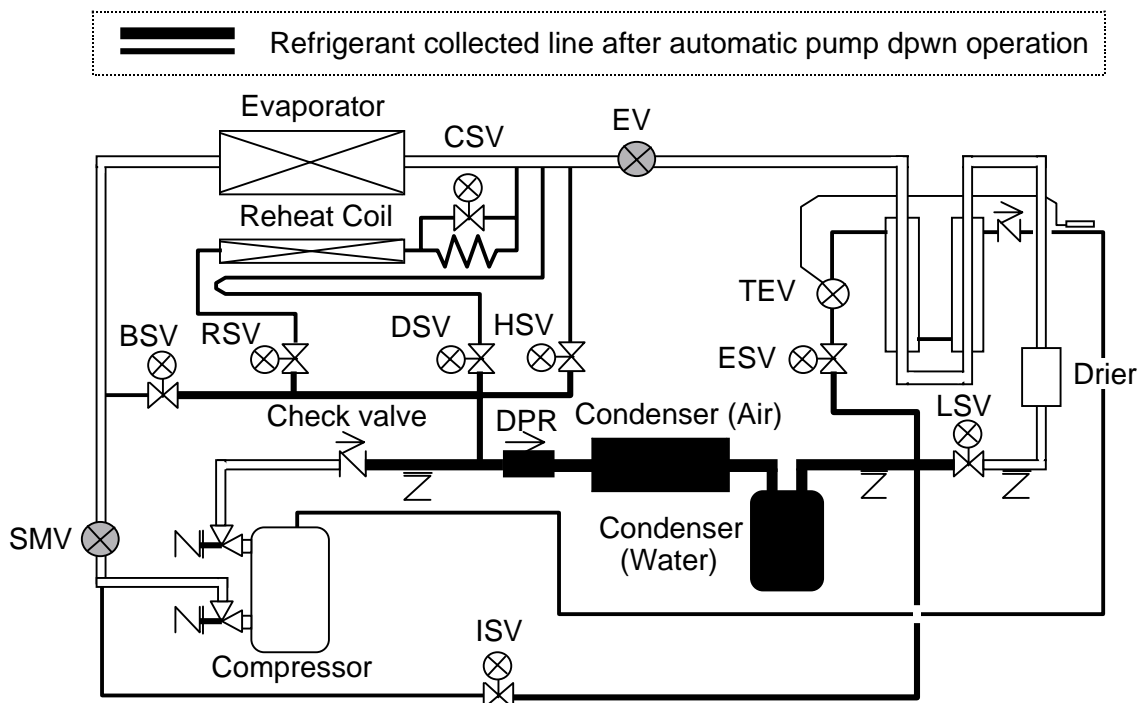 Refrigerant collected line after automatic pump dpwn operation
Evaporator
CSV
EV
Reheat Coil
TEV
BSV
RSV
DSV
HSV
ESV
Drier
Check valve
DPR
Condenser (Air)
LSV
SMV
Condenser
(Water)
Compressor
ISV